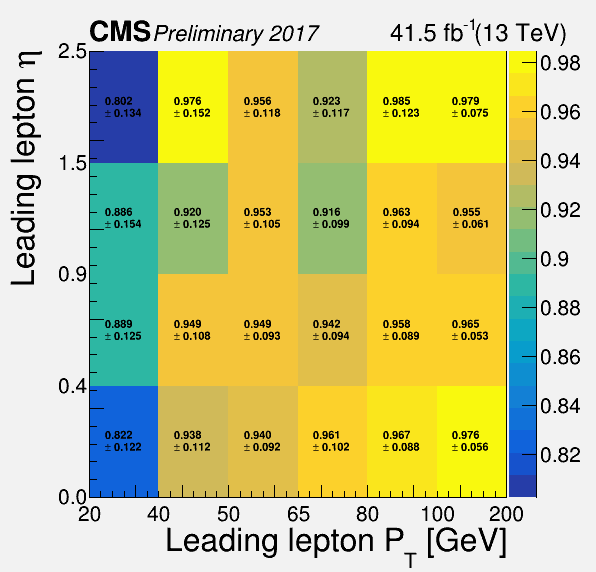 CMS Preliminary 2017 41.5 fb⁻¹(13 TeV)
Leading lepton η
2.5
1.5
0.9
0.4
0.0
0.802 0.976 0.956 0.923 0.985 0.979
± 0.134 ± 0.152 ± 0.118 ± 0.117 ± 0.123 ± 0.075
0.886 0.920 0.953 0.916 0.963 0.955
± 0.154 ± 0.125 ± 0.105 ± 0.099 ± 0.094 ± 0.061
0.889 0.949 0.949 0.942 0.958 0.965
± 0.125 ± 0.108 ± 0.093 ± 0.094 ± 0.089 ± 0.053
0.822 0.938 0.940 0.961 0.967 0.976
± 0.122 ± 0.112 ± 0.092 ± 0.102 ± 0.088 ± 0.056
0.98
0.96
0.94
0.92
0.9
0.88
0.86
0.84
0.82
20 40 50 65 80 100 200
Leading lepton P_T [GeV]